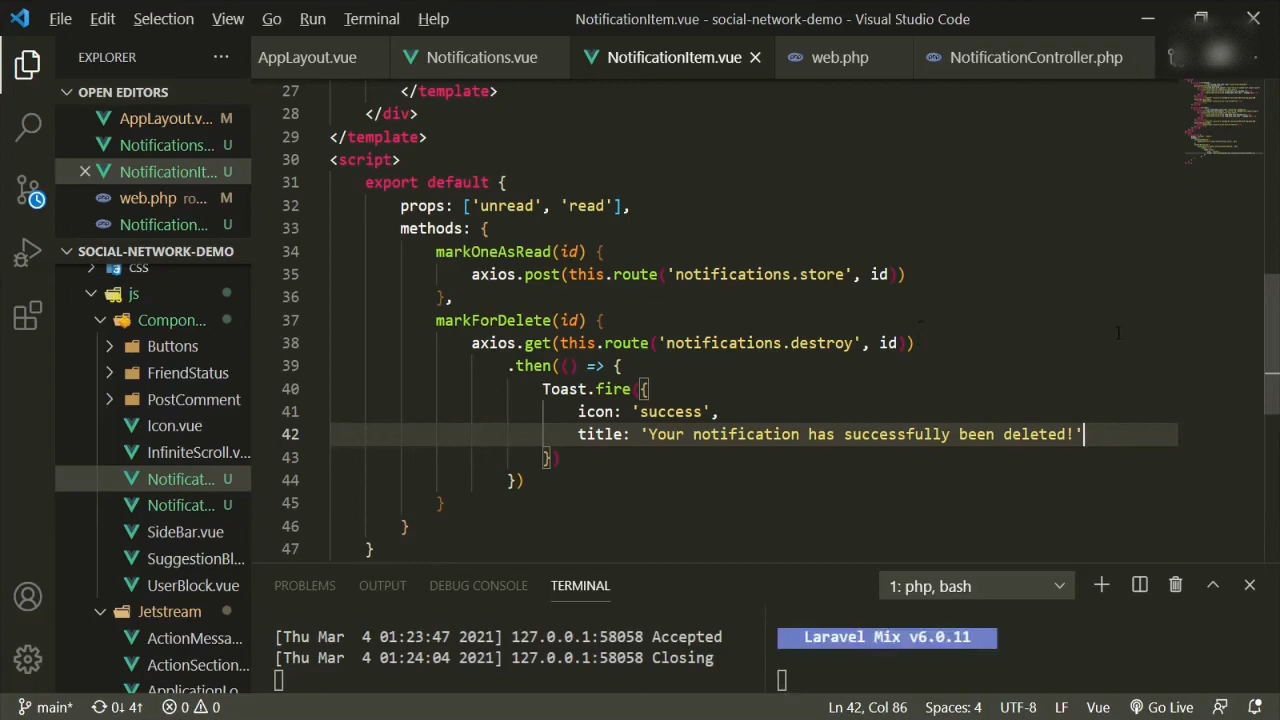 File Edit Selection View Go Run Terminal Help NotificationItem.vue - social-network-demo - Visual Studio Code
EXPLORER ... AppLayout.vue Notifications.vue NotificationItem.vue web.php NotificationController.php
OPEN EDITORS
AppLayout.v... M
Notifications... U
NotificationIt... U
web.php ro... M
Notification... U
SOCIAL-NETWORK-DEMO
css
js
Compon...
Buttons
FriendStatus
PostComment
Icon.vue
InfiniteScroll.v...
Notificat... U
Notificat... U
SideBar.vue
SuggestionBl...
UserBlock.vue
Jetstream
ActionMessa...
ActionSection...
ApplicationLo...
27 </template>
28 </div>
29 </template>
30 <script>
31 export default {
32 props: ['unread', 'read'],
33 methods: {
34 markOneAsRead(id) {
35 axios.post(this.route('notifications.store', id))
36 },
37 markForDelete(id) {
38 axios.get(this.route('notifications.destroy', id))
39 .then(() => {
40 Toast.fire({
41 icon: 'success',
42 title: 'Your notification has successfully been deleted!'
43 })
44 })
45 }
46 }
47 }
PROBLEMS OUTPUT DEBUG CONSOLE TERMINAL 1: php, bash
[Thu Mar  4 01:23:47 2021] 127.0.0.1:58058 Accepted
[Thu Mar  4 01:24:04 2021] 127.0.0.1:58058 Closing
Laravel Mix v6.0.11
main* 0↓ 4↑ 0 0 Ln 42, Col 86 Spaces: 4 UTF-8 LF Vue Go Live